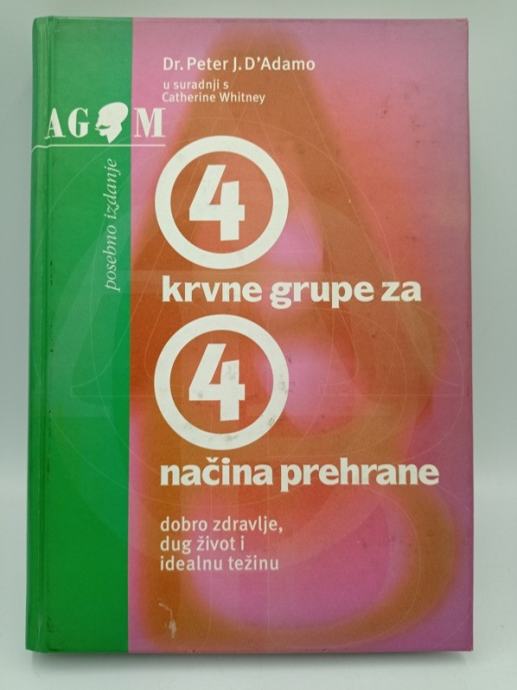 Dr. Peter J. D'Adamo
u suradnji s
Catherine Whitney
AG M
posebno izdanje
4
krvne grupe za
4
načina prehrane
dobro zdravlje,
dug život i
idealnu težinu